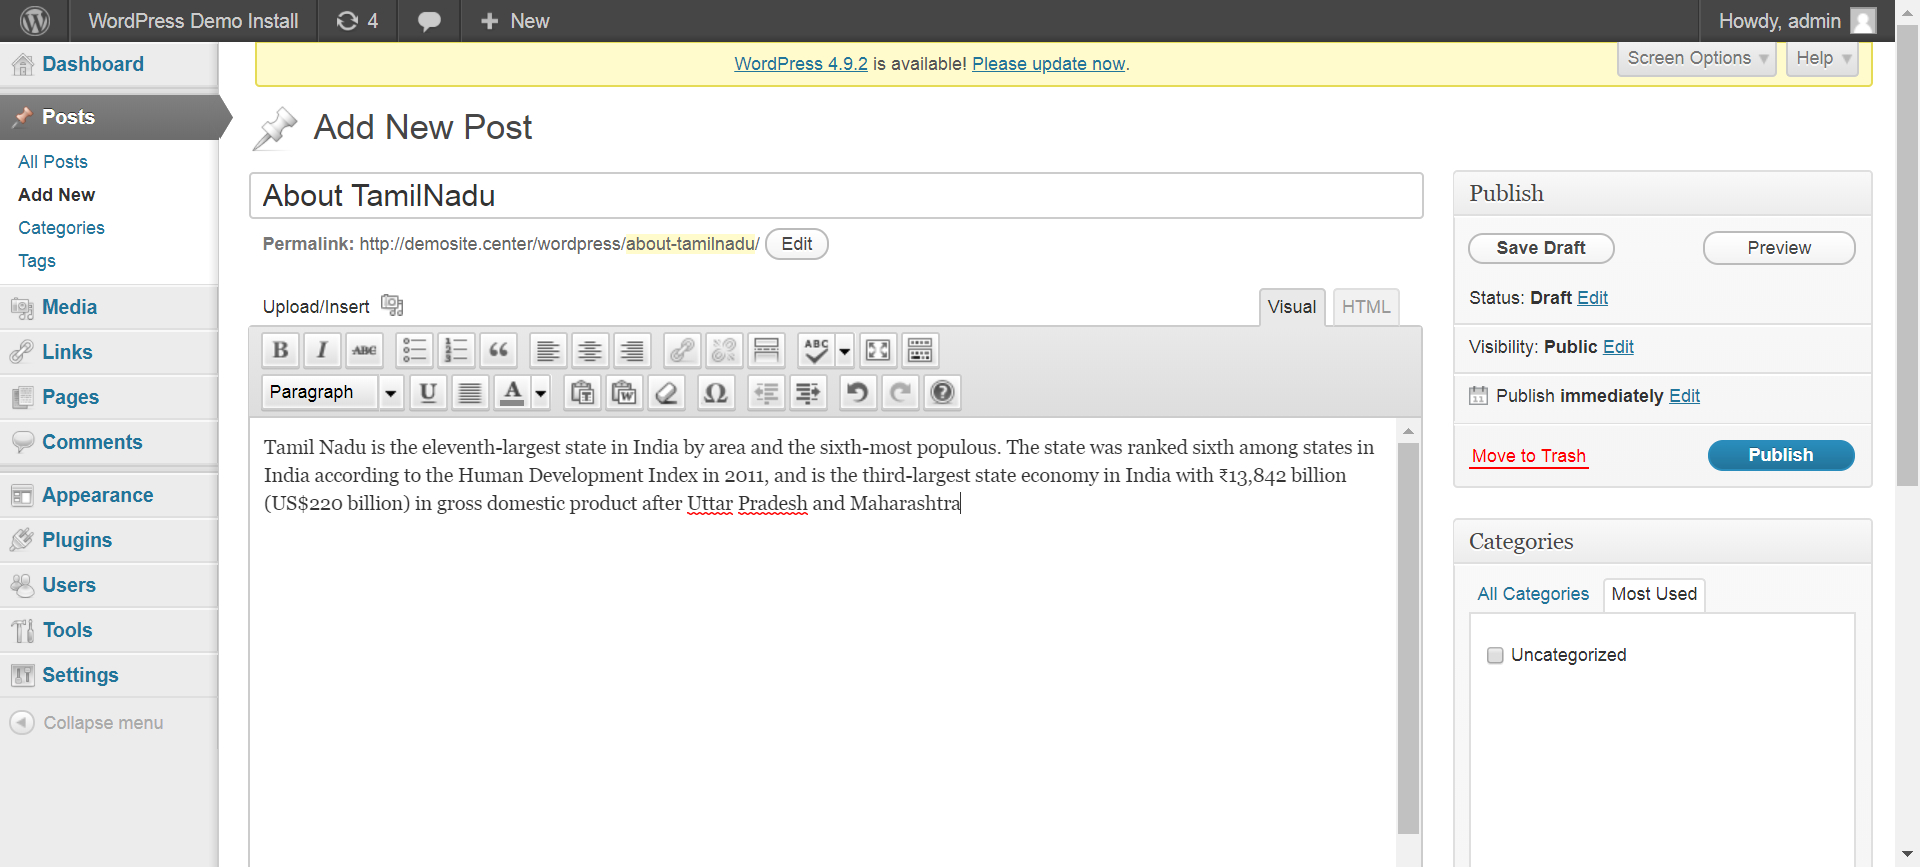 WordPress Demo Install
4
New
Howdy, admin
WordPress 4.9.2 is available! Please update now.
Screen Options
Help
Dashboard
Posts
All Posts
Add New
Categories
Tags
Media
Links
Pages
Comments
Appearance
Plugins
Users
Tools
Settings
Collapse menu
Add New Post
About TamilNadu
Permalink: http://demosite.center/wordpress/about-tamilnadu/ Edit
Upload/Insert
Visual
HTML
B I ABC
1
2
3
ABC
Paragraph
U
A
T
W
Ω
?
Tamil Nadu is the eleventh-largest state in India by area and the sixth-most populous. The state was ranked sixth among states in
India according to the Human Development Index in 2011, and is the third-largest state economy in India with ₹13,842 billion
(US$220 billion) in gross domestic product after Uttar Pradesh and Maharashtra
Publish
Save Draft
Preview
Status: Draft Edit
Visibility: Public Edit
11
Publish immediately Edit
Move to Trash
Publish
Categories
All Categories
Most Used
Uncategorized